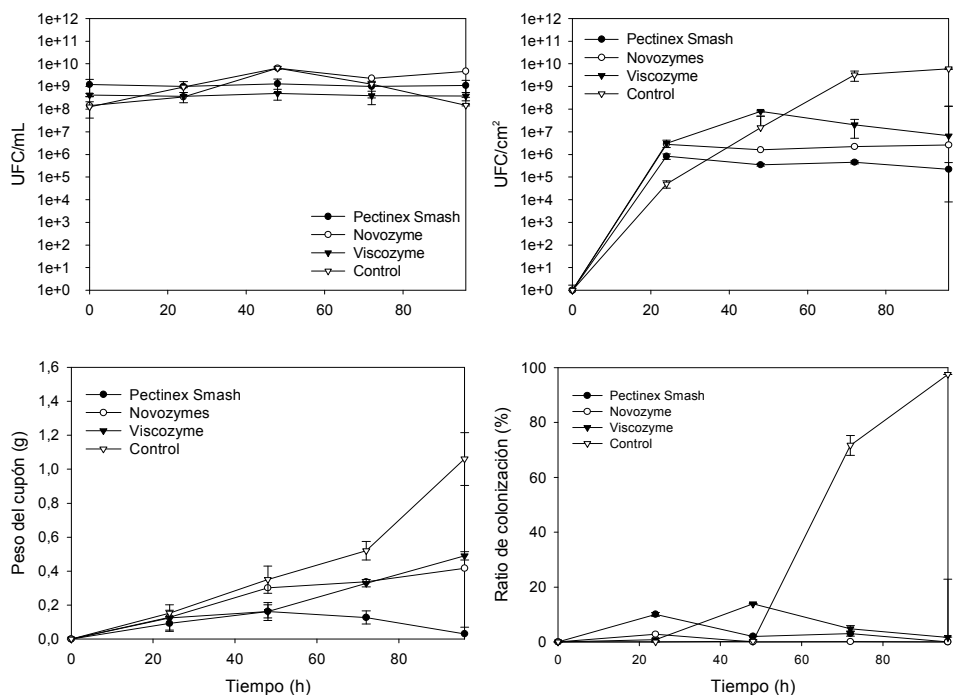 1e+12
1e+11
1e+10
1e+9
1e+8
1e+7
1e+6
1e+5
1e+4
1e+3
1e+2
1e+1
1e+0
UFC/mL
Pectinex Smash
Novozyme
Viscozyme
Control
0 20 40 60 80
1e+12
1e+11
1e+10
1e+9
1e+8
1e+7
1e+6
1e+5
1e+4
1e+3
1e+2
1e+1
1e+0
UFC/cm²
Pectinex Smash
Novozymes
Viscozyme
Control
0 20 40 60 80
1,6
1,4
1,2
1,0
0,8
0,6
0,4
0,2
0,0
Peso del cupón (g)
Pectinex Smash
Novozymes
Viscozyme
Control
0 20 40 60 80
Tiempo (h)
100
80
60
40
20
0
Ratio de colonización (%)
Pectinex Smash
Novozyme
Viscozyme
Control
0 20 40 60 80
Tiempo (h)